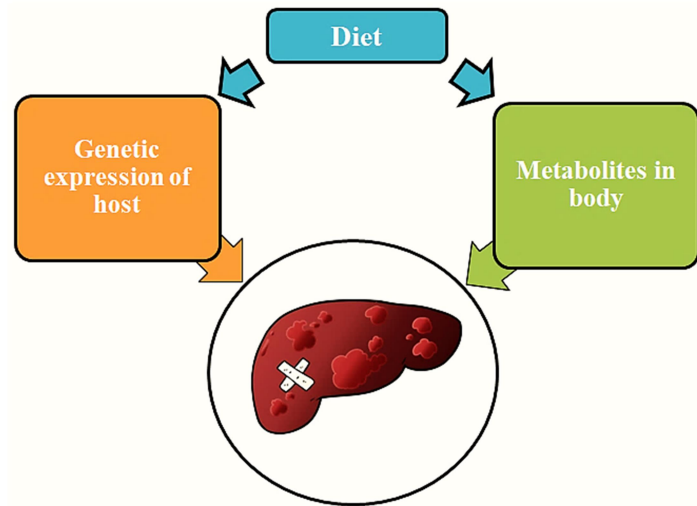 Diet
Genetic
expression of
host
Metabolites in
body